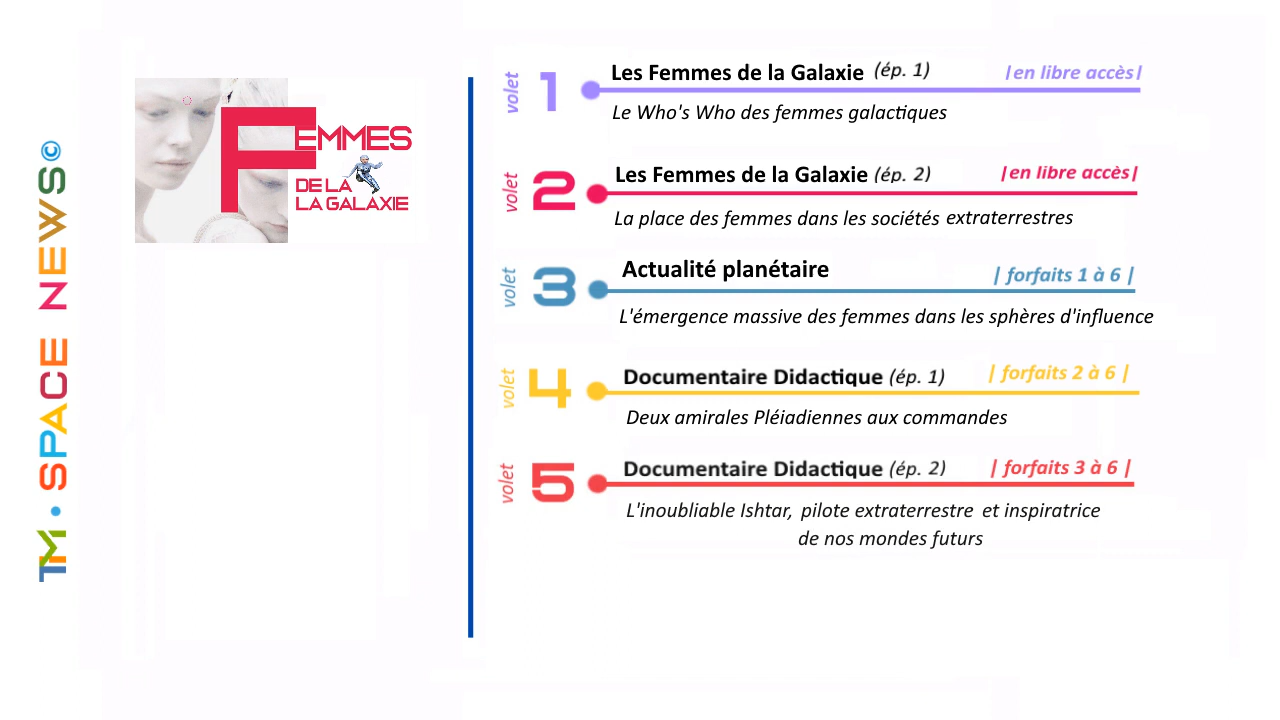 TM • SPACE NEWS©
FEMMES
DE LA
LA GALAXIE
volet 1 Les Femmes de la Galaxie (ép. 1) |en libre accès|
Le Who's Who des femmes galactiques
volet 2 Les Femmes de la Galaxie (ép. 2) |en libre accès|
La place des femmes dans les sociétés extraterrestres
volet 3 Actualité planétaire | forfaits 1 à 6 |
L'émergence massive des femmes dans les sphères d'influence
volet 4 Documentaire Didactique (ép. 1) | forfaits 2 à 6 |
Deux amirales Pléiadiennes aux commandes
volet 5 Documentaire Didactique (ép. 2) | forfaits 3 à 6 |
L'inoubliable Ishtar, pilote extraterrestre et inspiratrice
de nos mondes futurs